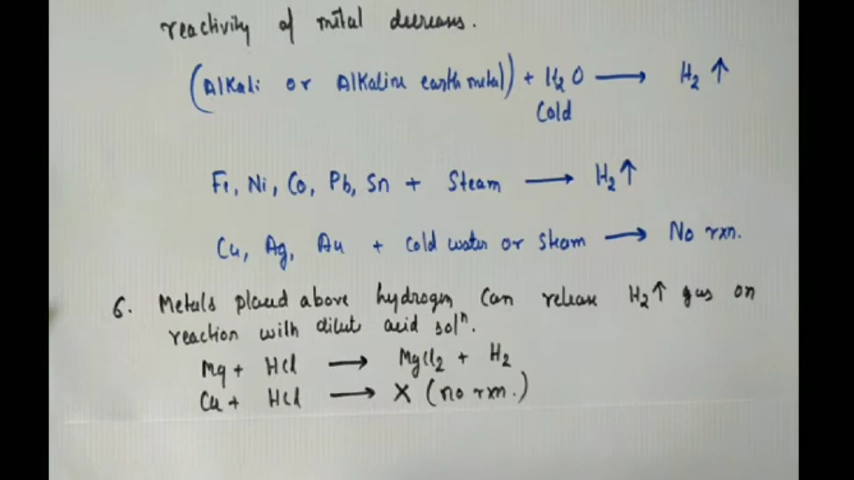 reactivity of metal decreases.
(Alkali or Alkaline earth metal) + H₂O ⟶ H₂ ↑
Cold
Fe, Ni, Co, Pb, Sn + Steam ⟶ H₂↑
Cu, Ag, Au + cold water or steam ⟶ No rxn.
6. Metals placed above hydrogen can release H₂↑ gas on
reaction with dilute acid solⁿ.
Mg + HCl ⟶ MgCl₂ + H₂
Cu + HCl ⟶ X (no rxn.)